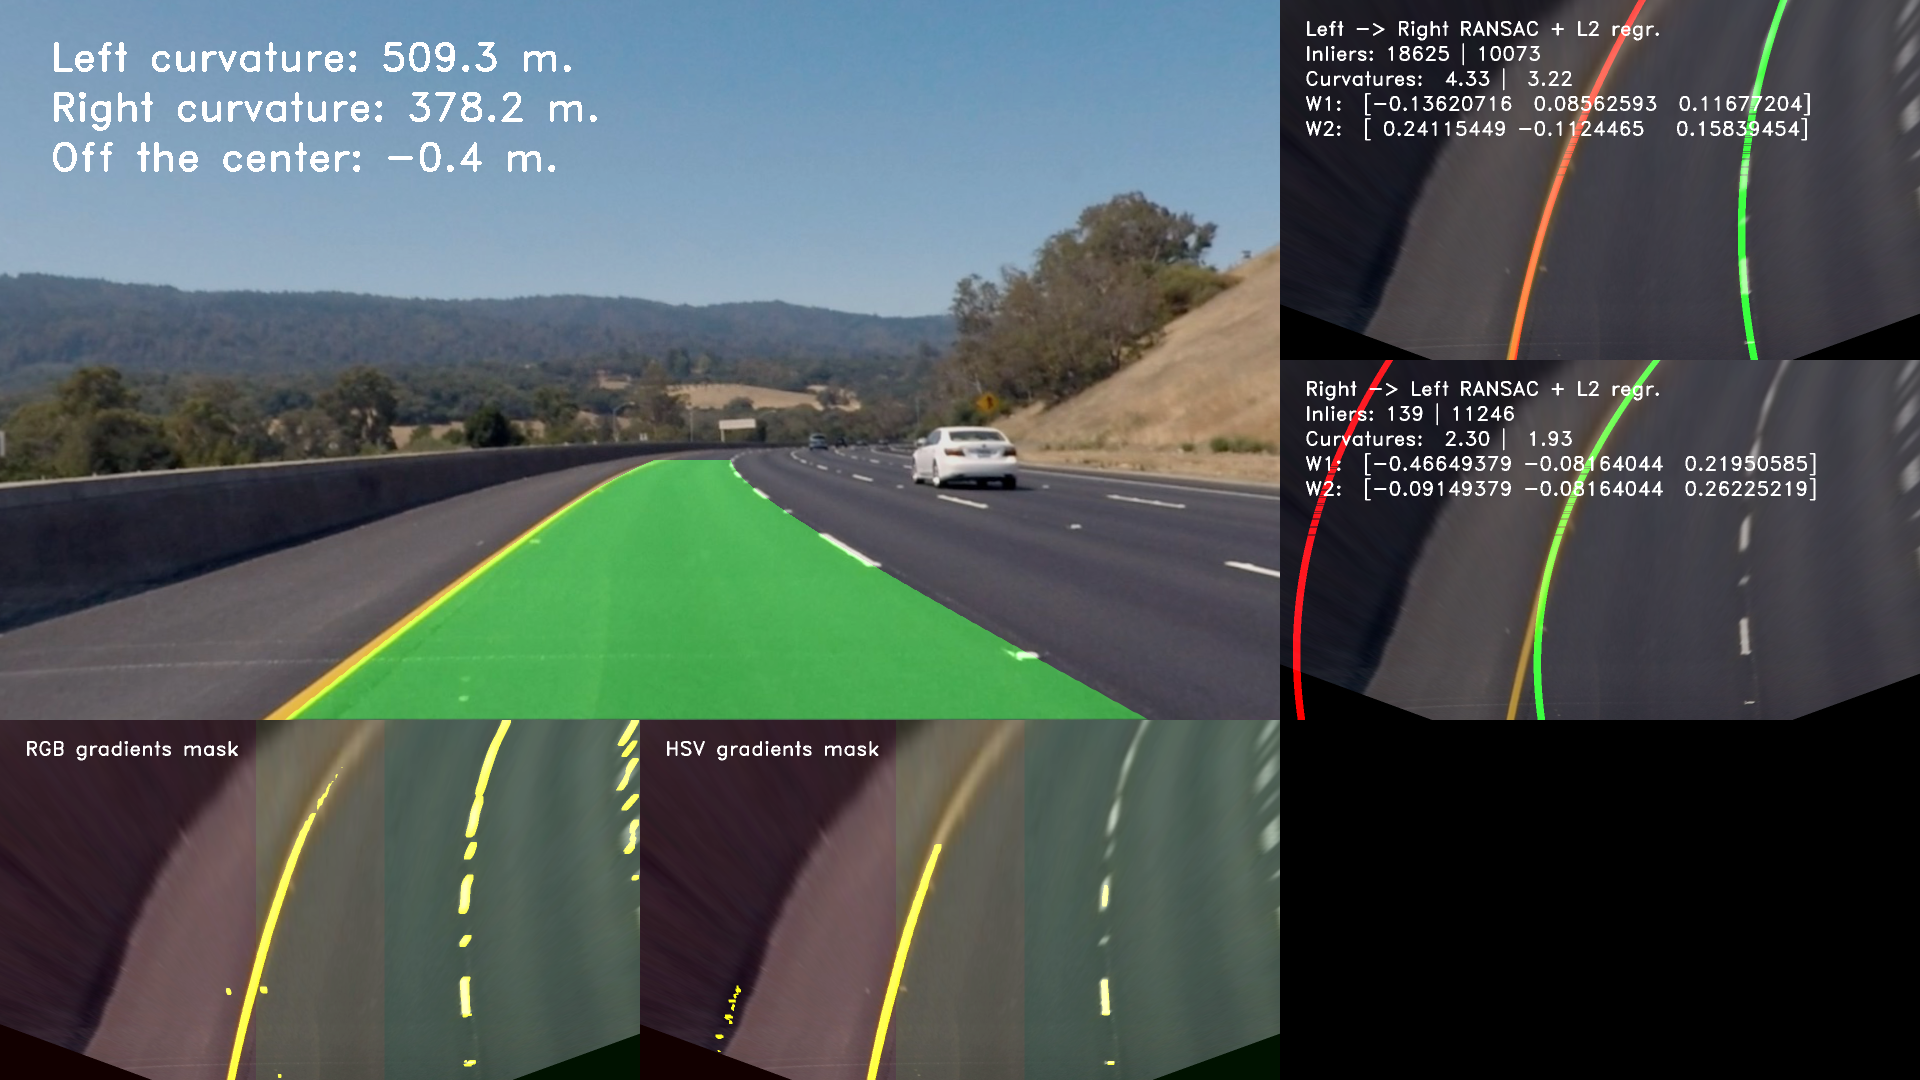 Left curvature: 509.3 m.
Right curvature: 378.2 m.
Off the center: -0.4 m.
Left -> Right RANSAC + L2 regr.
Inliers: 18625 | 10073
Curvatures: 4.33 | 3.22
W1: [-0.13620716 0.08562593 0.11677204]
W2: [ 0.24115449 -0.1124465 0.15839454]
Right -> Left RANSAC + L2 regr.
Inliers: 139 | 11246
Curvatures: 2.30 | 1.93
W1: [-0.46649379 -0.08164044 0.21950585]
W2: [-0.09149379 -0.08164044 0.26225219]
RGB gradients mask
HSV gradients mask